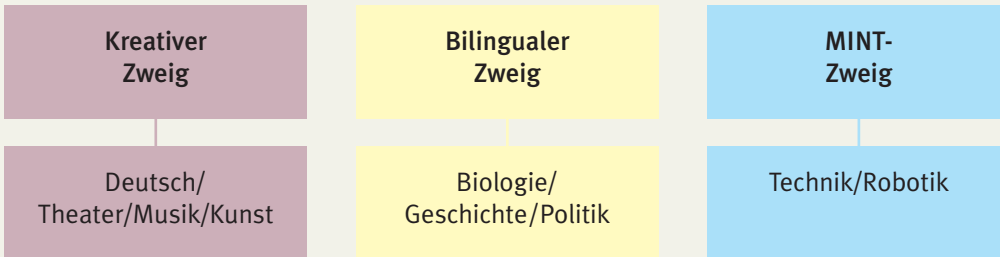 Kreativer
Zweig
Deutsch/
Theater/Musik/Kunst
Bilingualer
Zweig
Biologie/
Geschichte/Politik
MINT-
Zweig
Technik/Robotik